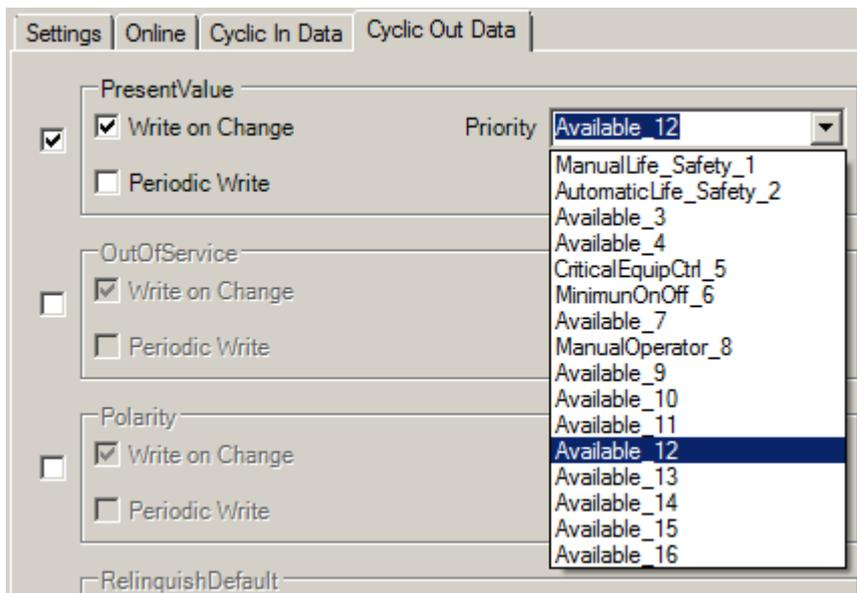 Settings Online Cyclic In Data Cyclic Out Data
PresentValue
Write on Change Priority Available_12
Periodic Write
ManualLife_Safety_1
AutomaticLife_Safety_2
Available_3
Available_4
CriticalEquipCtrl_5
MinimunOnOff_6
Available_7
ManualOperator_8
Available_9
Available_10
Available_11
Available_12
Available_13
Available_14
Available_15
Available_16
OutOfService
Write on Change
Periodic Write
Polarity
Write on Change
Periodic Write
RelinquishDefault